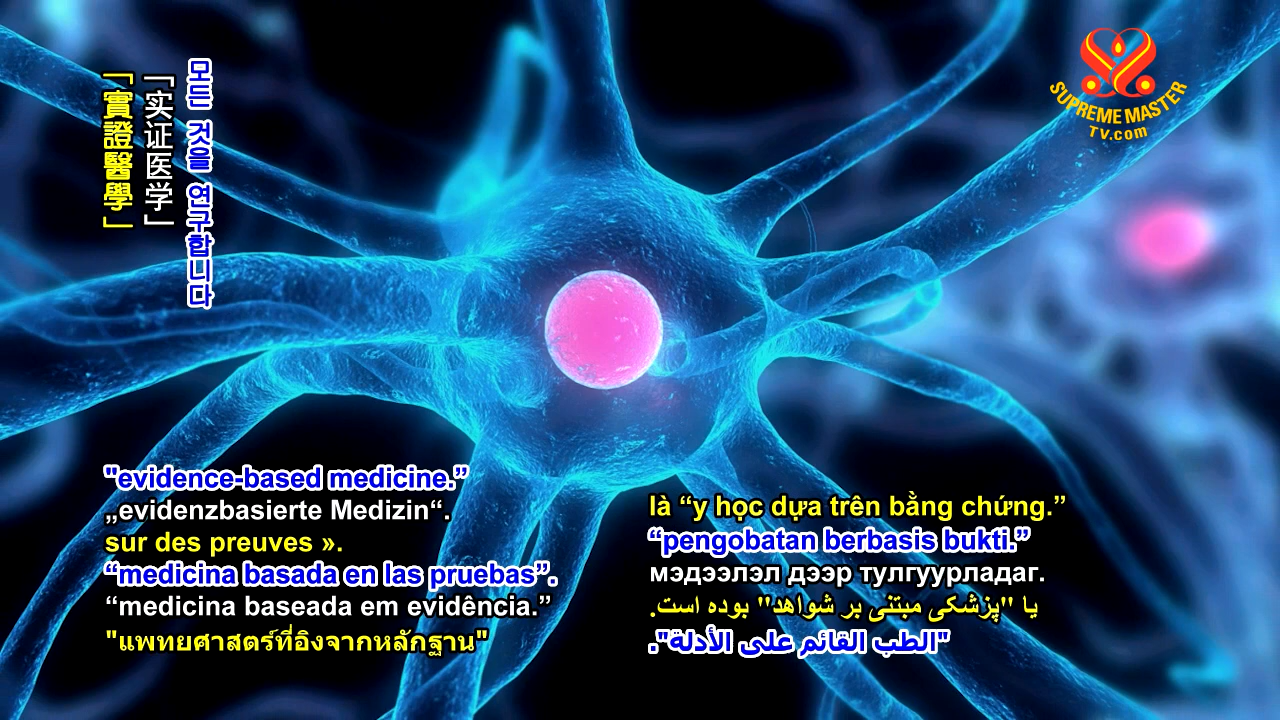 모든 것을 연구합니다
「实证医学」
「實證醫學」
SUPREME MASTER
TV.com
"evidence-based medicine.”
„evidenzbasierte Medizin“.
sur des preuves ».
“medicina basada en las pruebas”.
“medicina baseada em evidência.”
"แพทยศาสตร์ที่อิงจากหลักฐาน"
là “y học dựa trên bằng chứng.”
“pengobatan berbasis bukti.”
мэдээлэл дээр тулгуурладаг.
یا "پزشکی مبتنی بر شواهد" بوده است.
"الطب القائم على الأدلة".